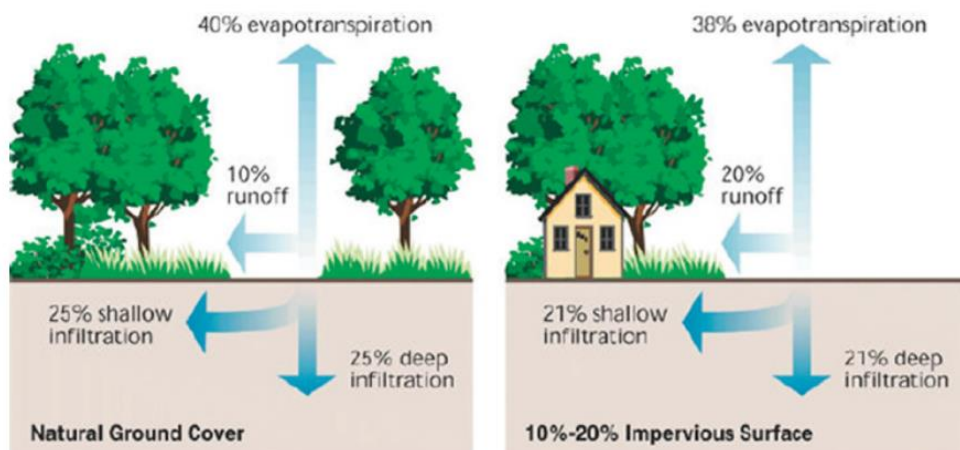 40% evapotranspiration
10%
runoff
25% shallow
infiltration
25% deep
infiltration
Natural Ground Cover
38% evapotranspiration
20%
runoff
21% shallow
infiltration
21% deep
infiltration
10%-20% Impervious Surface